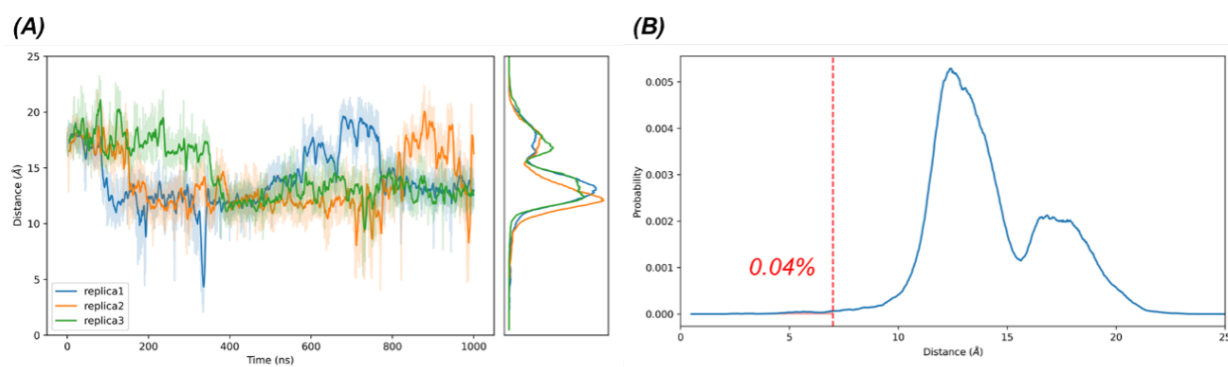 (A)
25
20
15
10
5
0
Distance (Å)
replica1
replica2
replica3
0
200
400
600
800
1000
Time (ns)
(B)
0.005
0.004
0.003
0.002
0.001
0.000
Probability
0.04%
0
5
10
15
20
25
Distance (Å)